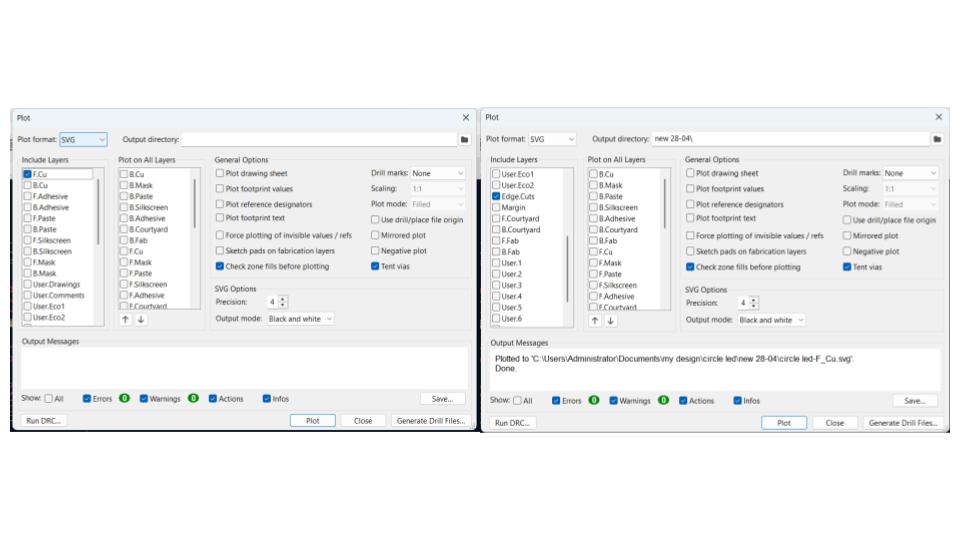 Plot
Plot format: SVG Output directory:
Include Layers Plot on All Layers General Options
F.Cu
B.Cu
F.Adhesive
B.Adhesive
F.Paste
B.Paste
F.Silkscreen
B.Silkscreen
F.Mask
B.Mask
User.Drawings
User.Comments
User.Eco1
User.Eco2
B.Cu
B.Mask
B.Paste
B.Silkscreen
B.Adhesive
B.Courtyard
B.Fab
F.Cu
F.Mask
F.Paste
F.Silkscreen
F.Adhesive
F.Courtyard
Plot drawing sheet
Plot footprint values
Plot reference designators
Plot footprint text
Force plotting of invisible values / refs
Sketch pads on fabrication layers
Check zone fills before plotting
Drill marks: None
Scaling: 1:1
Plot mode: Filled
Use drill/place file origin
Mirrored plot
Negative plot
Tent vias
SVG Options
Precision: 4
Output mode: Black and white
Output Messages
Show: All Errors 0 Warnings 0 Actions Infos Save...
Run DRC... Plot Close Generate Drill Files...
Plot
Plot format: SVG Output directory: new 28-04\
Include Layers Plot on All Layers General Options
User.Eco1
User.Eco2
Edge.Cuts
Margin
F.Courtyard
B.Courtyard
F.Fab
B.Fab
User.1
User.2
User.3
User.4
User.5
User.6
B.Cu
B.Mask
B.Paste
B.Silkscreen
B.Adhesive
B.Courtyard
B.Fab
F.Cu
F.Mask
F.Paste
F.Silkscreen
F.Adhesive
F.Courtyard
Plot drawing sheet
Plot footprint values
Plot reference designators
Plot footprint text
Force plotting of invisible values / refs
Sketch pads on fabrication layers
Check zone fills before plotting
Drill marks: None
Scaling: 1:1
Plot mode: Filled
Use drill/place file origin
Mirrored plot
Negative plot
Tent vias
SVG Options
Precision: 4
Output mode: Black and white
Output Messages
Plotted to 'C:\Users\Administrator\Documents\my design\circle led\new 28-04\circle led-F_Cu.svg'.
Done.
Show: All Errors 0 Warnings 0 Actions Infos Save...
Run DRC... Plot Close Generate Drill Files...